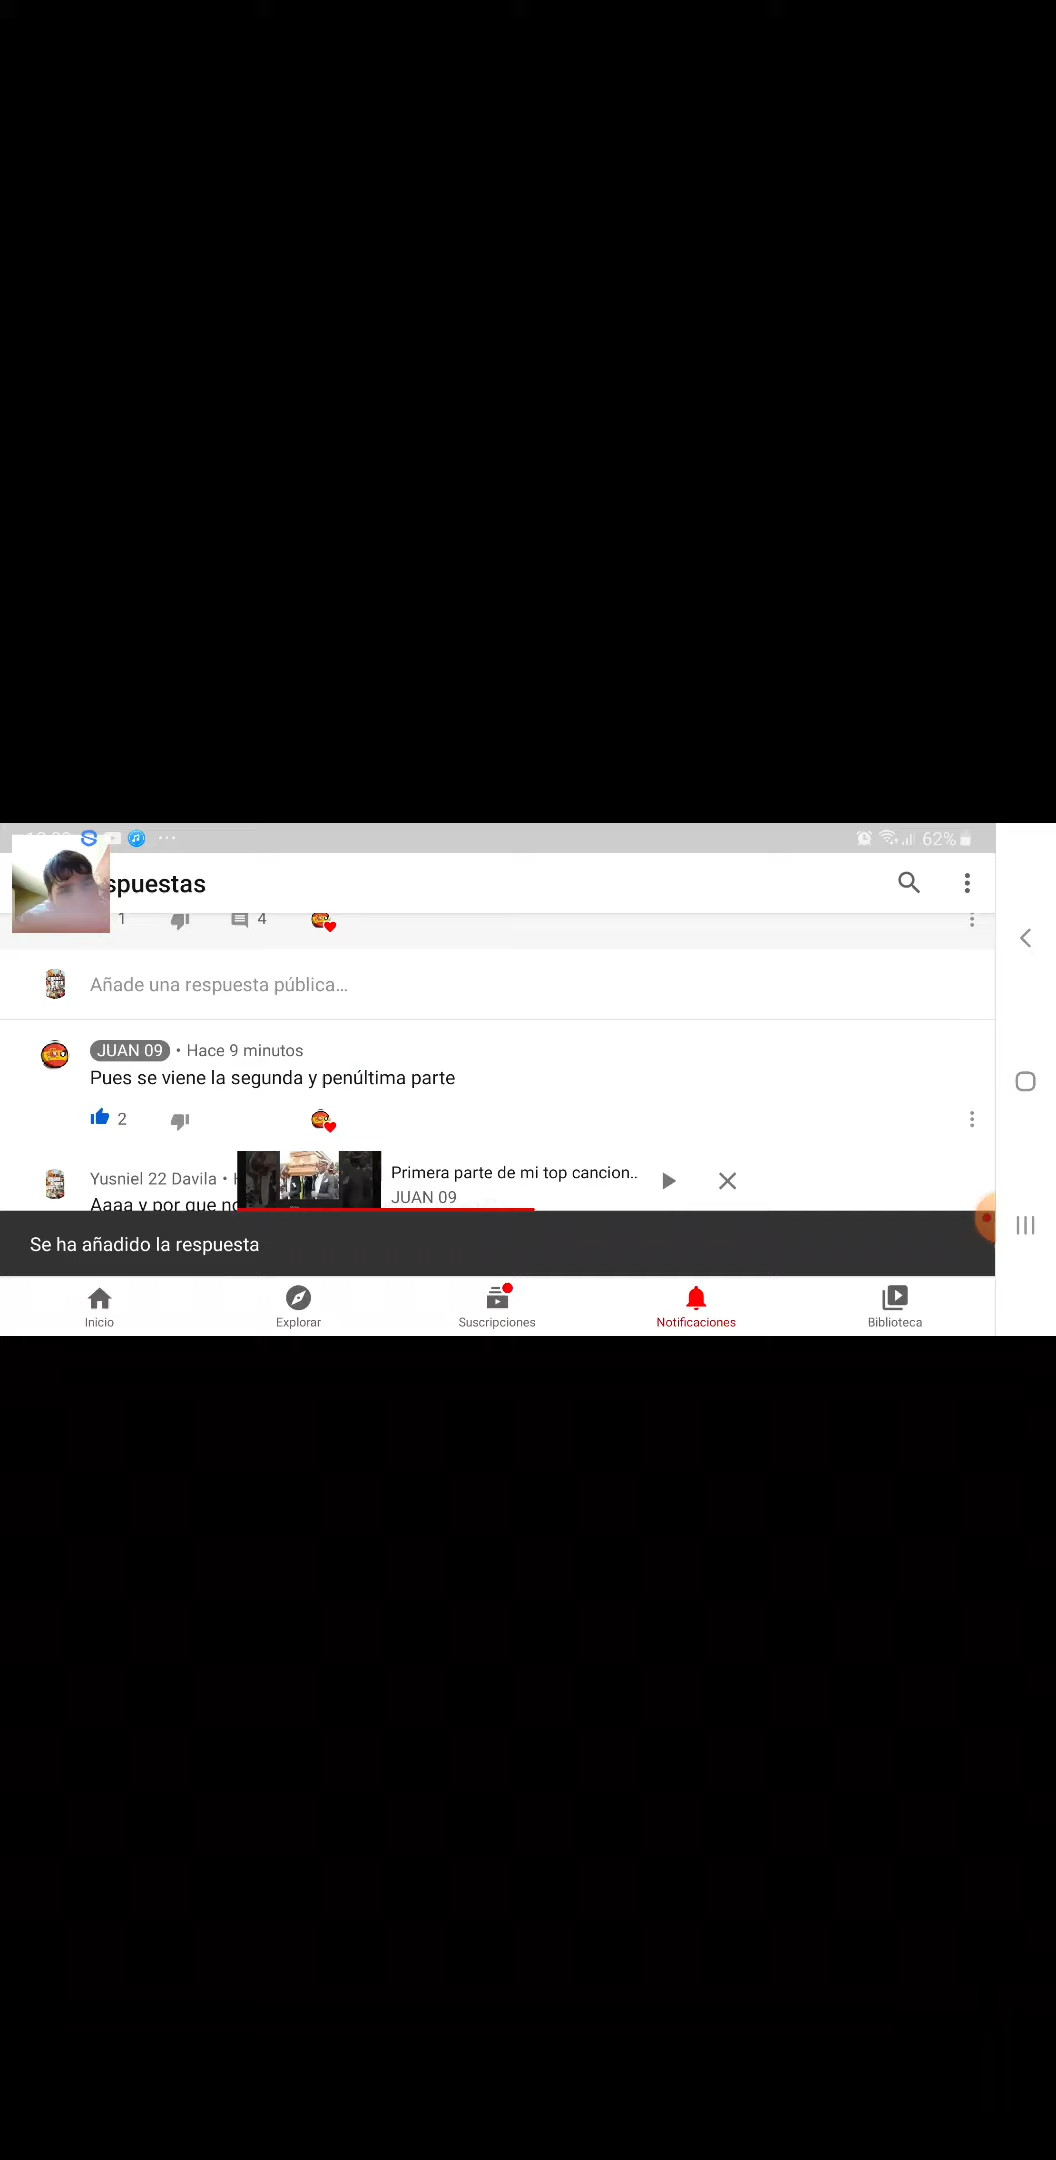 62%
spuestas
1
4
Añade una respuesta pública...
JUAN 09 • Hace 9 minutos
Pues se viene la segunda y penúltima parte
2
Yusniel 22 Davila •
Aaaa y por que no
Primera parte de mi top cancion..
JUAN 09
Se ha añadido la respuesta
Inicio
Explorar
Suscripciones
Notificaciones
Biblioteca